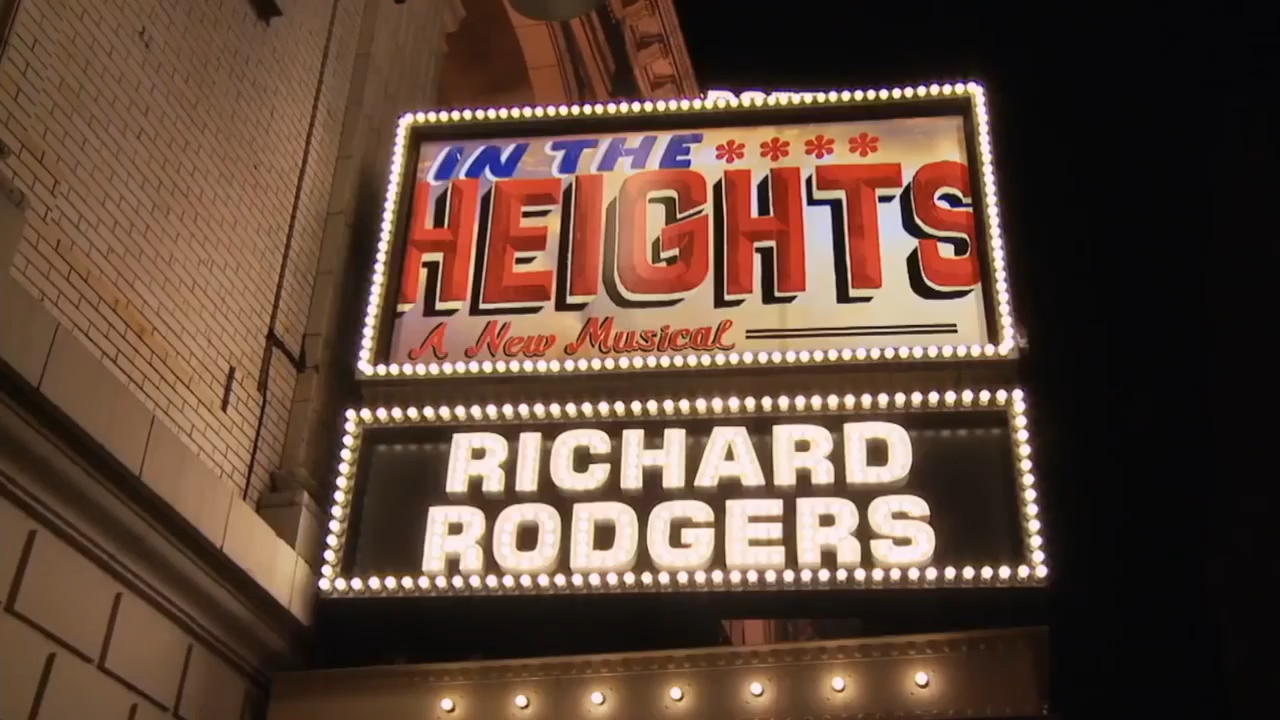 IN THE ****
HEIGHTS
A New Musical
RICHARD
RODGERS